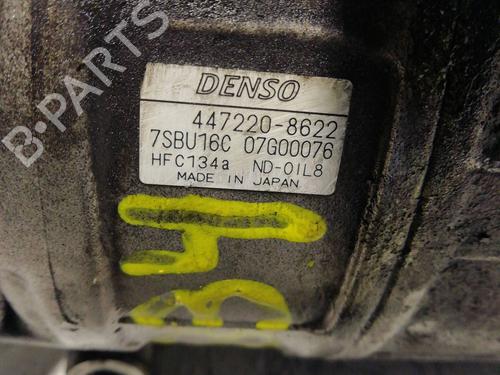 B-PARTS
DENSO
447220-8622
7SBU16C 07G00076
HFC134a ND-OIL8
MADE IN JAPAN